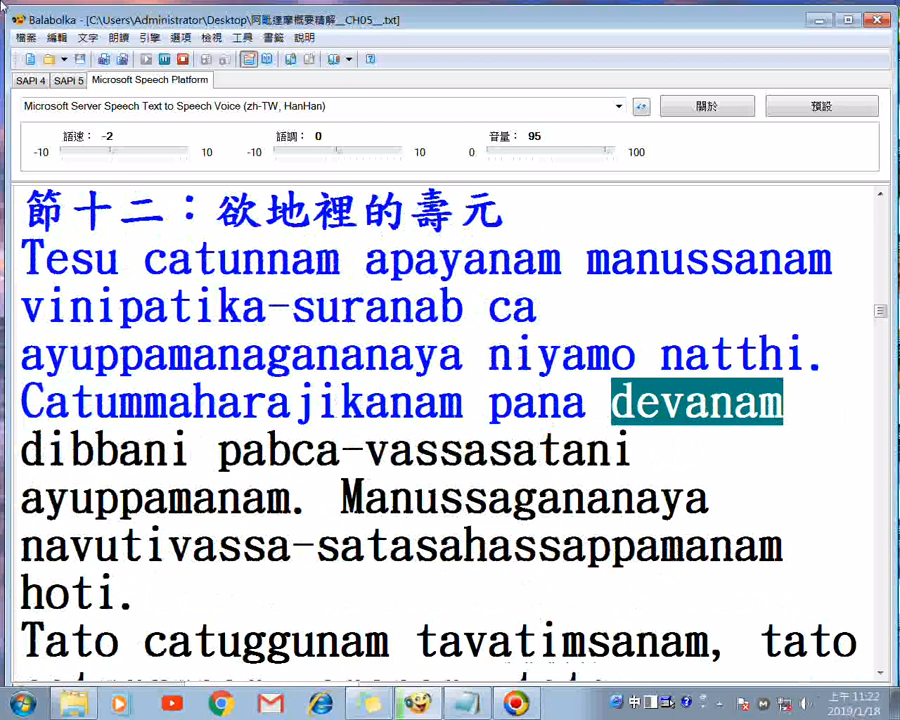 Balabolka - [C:\Users\Administrator\Desktop\阿毗達摩概要精解__CH05__.txt]
檔案 編輯 文字 朗讀 引擎 選項 檢視 工具 書籤 說明
SAPI 4 SAPI 5 Microsoft Speech Platform
Microsoft Server Speech Text to Speech Voice (zh-TW, HanHan) 關於 預設
語速： -2 語調： 0 音量： 95
-10 10 -10 10 0 100
節十二：欲地裡的壽元
Tesu catunnam apayanam manussanam
vinipatika-suranab ca
ayuppamanagananaya niyamo natthi.
Catummaharajikanam pana devanam
dibbani pabca-vassasatani
ayuppamanam. Manussagananaya
navutivassa-satasahassappamanam
hoti.
Tato catuggunam tavatimsanam, tato
中
上午 11:22
2019/1/18